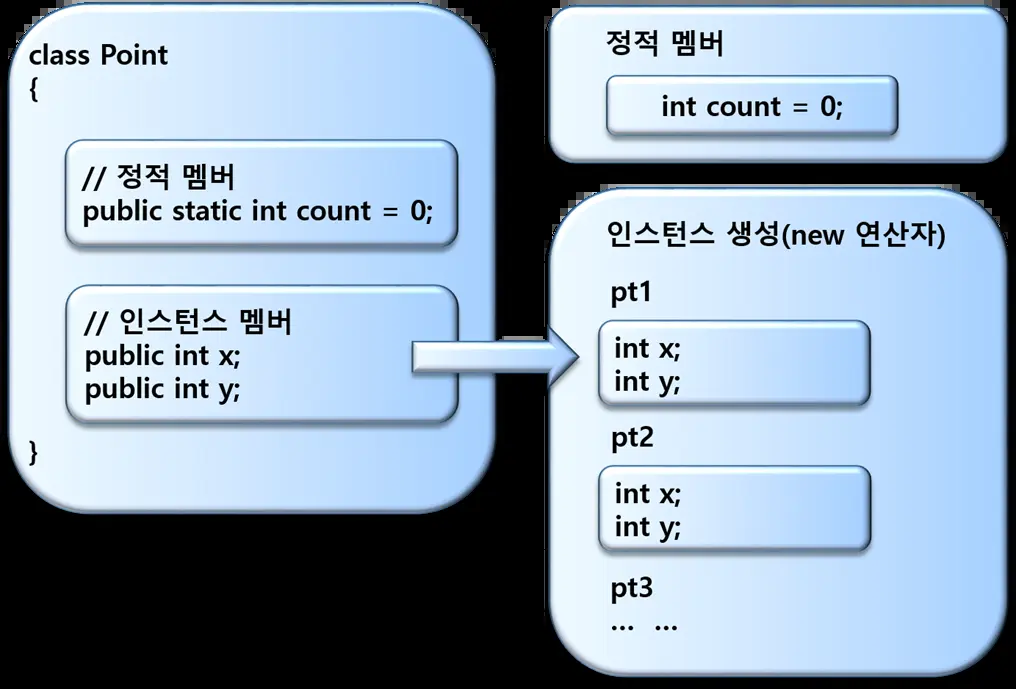 class Point
{
// 정적 멤버
public static int count = 0;
// 인스턴스 멤버
public int x;
public int y;
}
정적 멤버
int count = 0;
인스턴스 생성(new 연산자)
pt1
int x;
int y;
pt2
int x;
int y;
pt3
... ...